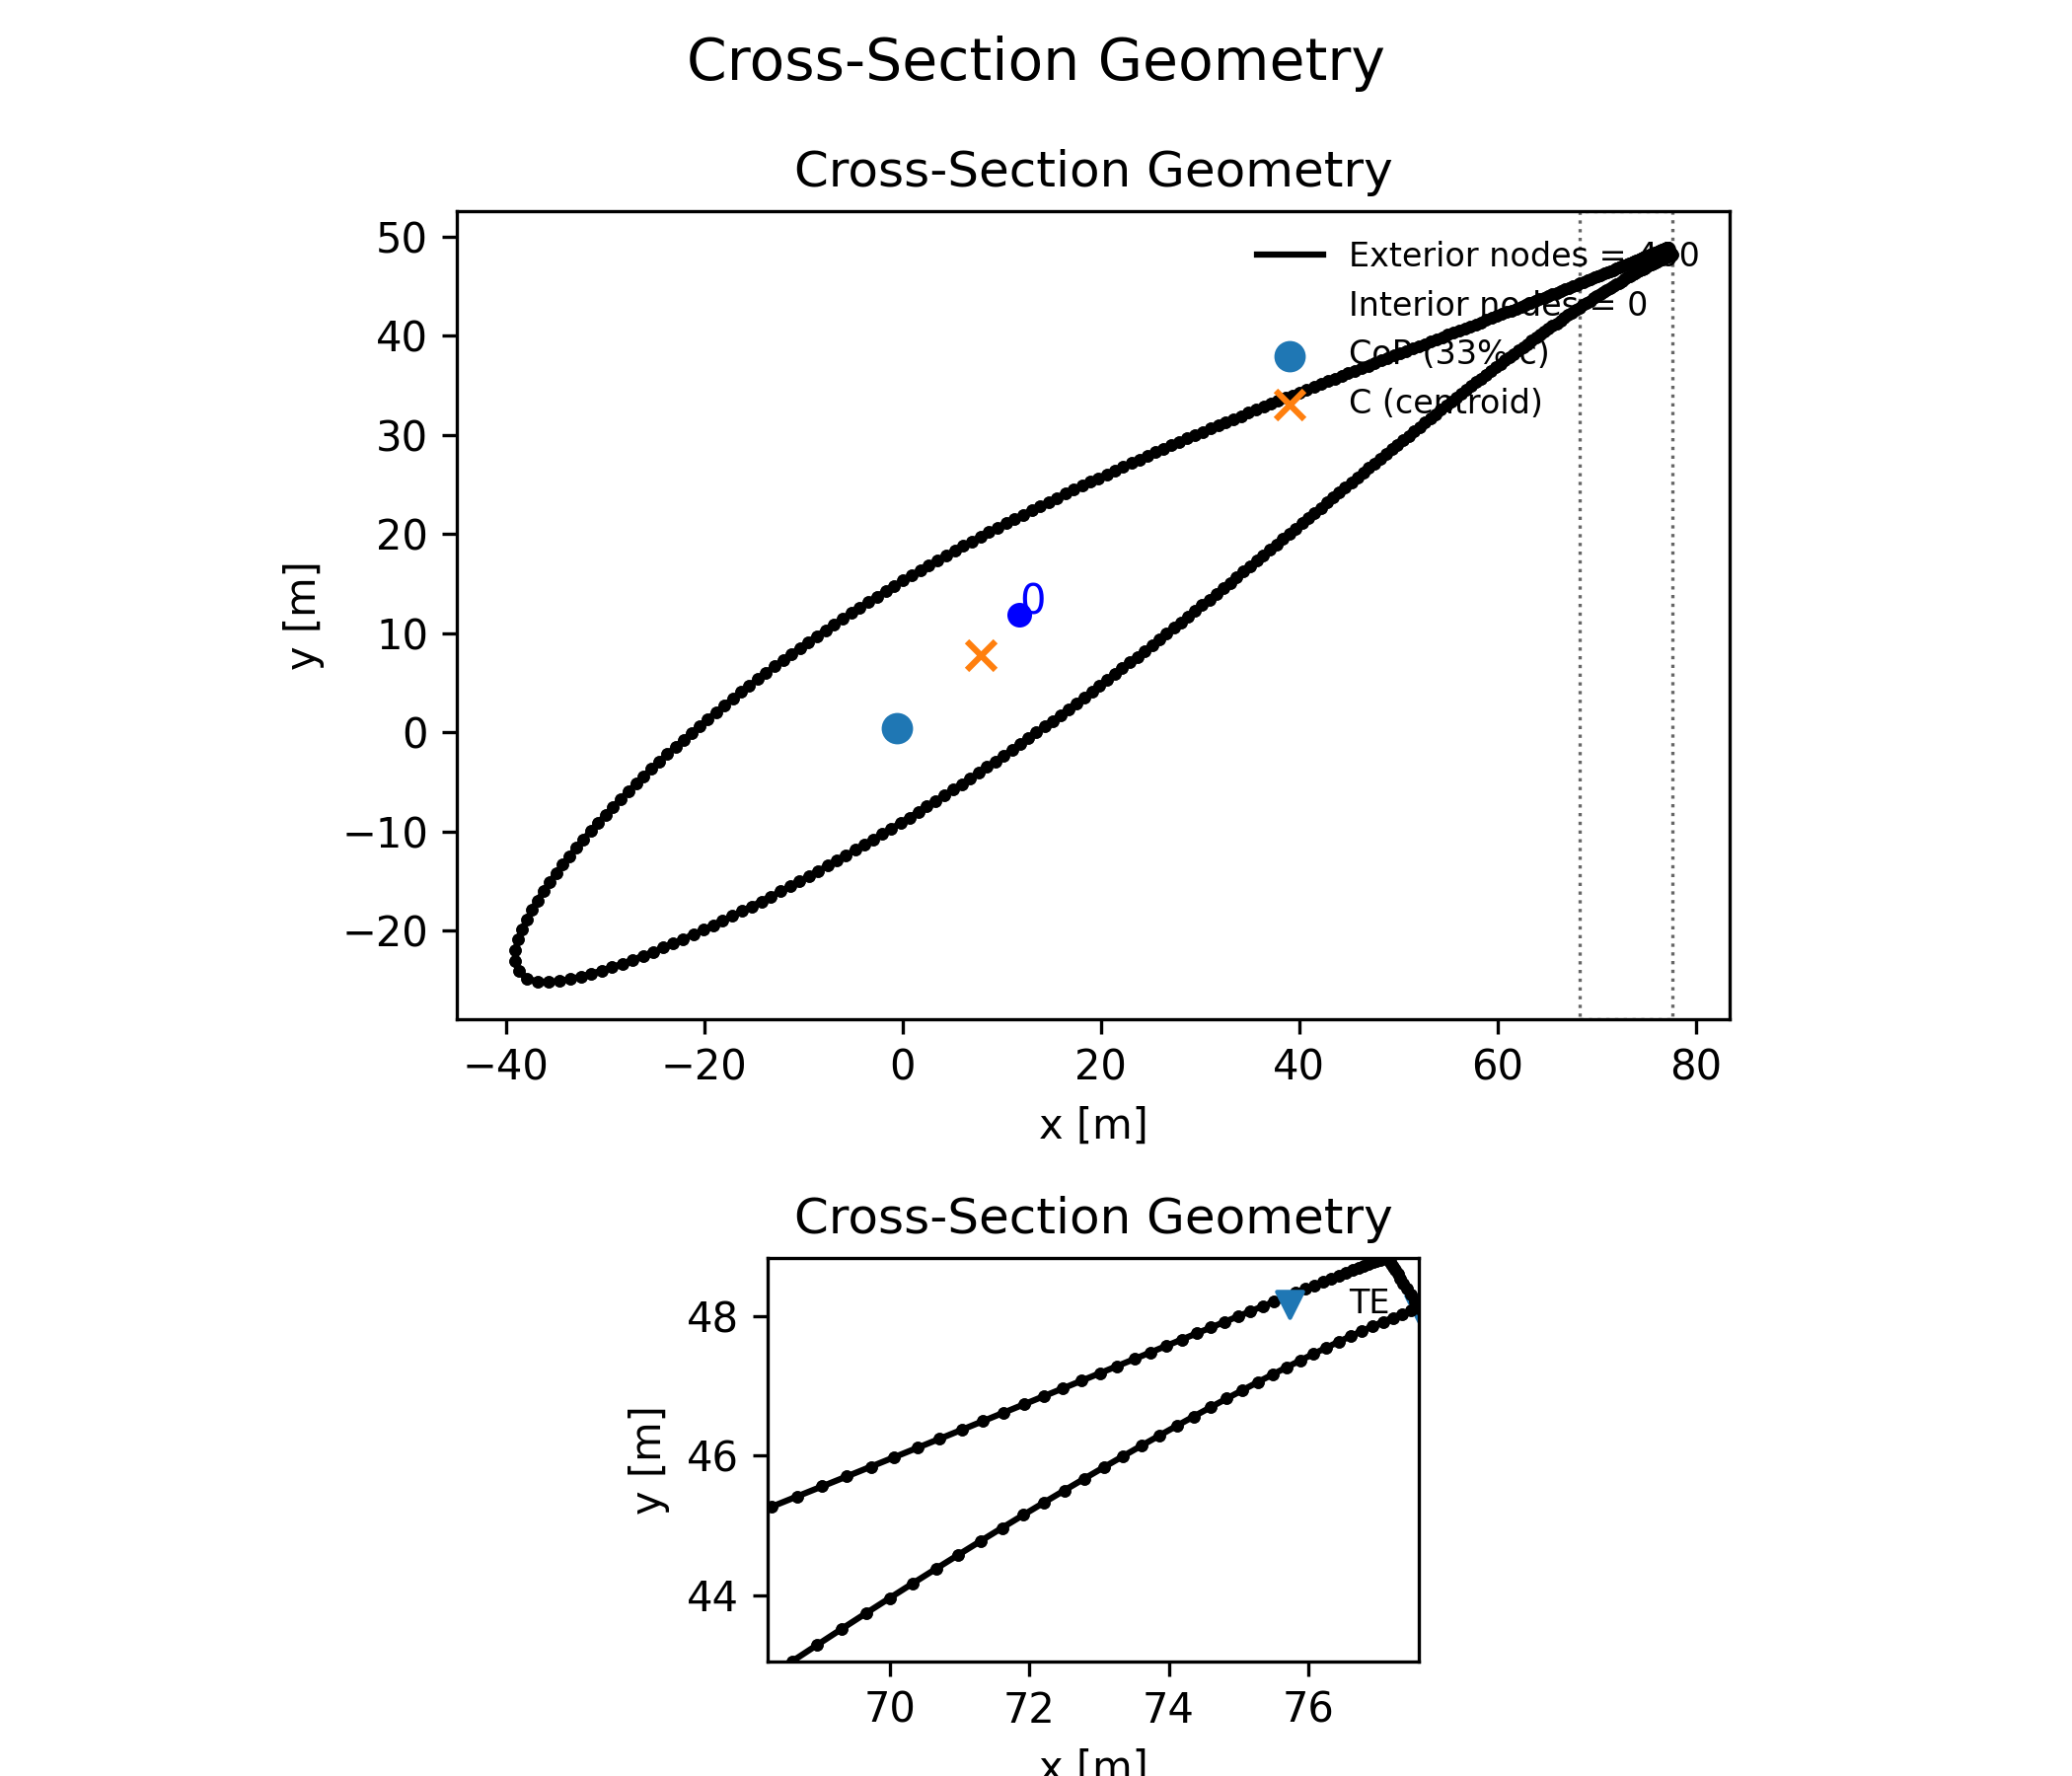 Cross-Section Geometry
Cross-Section Geometry
50
40
30
20
10
0
−10
−20
y [m]
Exterior nodes =
Interior nodes = 0
CoP (33% c)
C (centroid)
0
−40 −20 0 20 40 60 80
x [m]
Cross-Section Geometry
48
46
44
y [m]
TE
70 72 74 76
x [m]